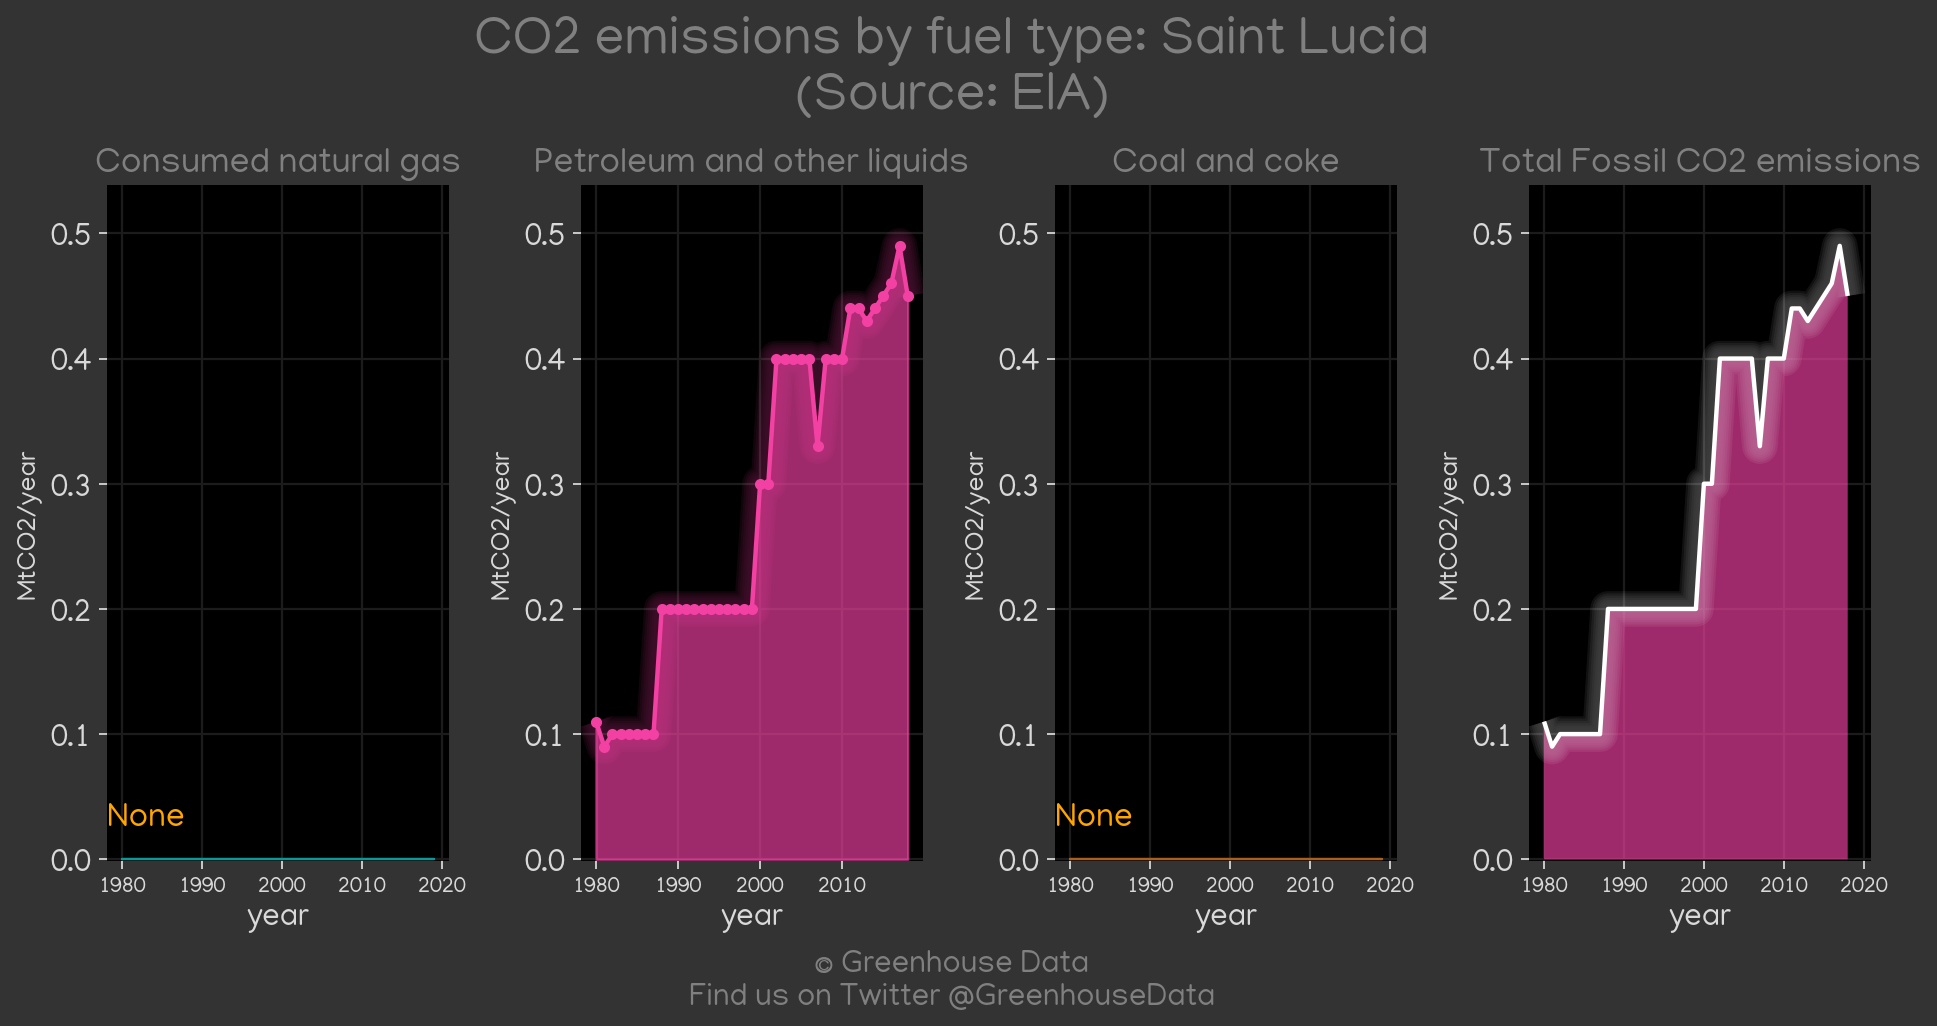 CO2 emissions by fuel type: Saint Lucia
(Source: EIA)
Consumed natural gas
Petroleum and other liquids
Coal and coke
Total Fossil CO2 emissions
MtCO2/year
0.5
0.4
0.3
0.2
0.1
0.0
None
1980 1990 2000 2010 2020
year
MtCO2/year
0.5
0.4
0.3
0.2
0.1
0.0
1980 1990 2000 2010
year
MtCO2/year
0.5
0.4
0.3
0.2
0.1
0.0
None
1980 1990 2000 2010 2020
year
MtCO2/year
0.5
0.4
0.3
0.2
0.1
0.0
1980 1990 2000 2010 2020
year
© Greenhouse Data
Find us on Twitter @GreenhouseData